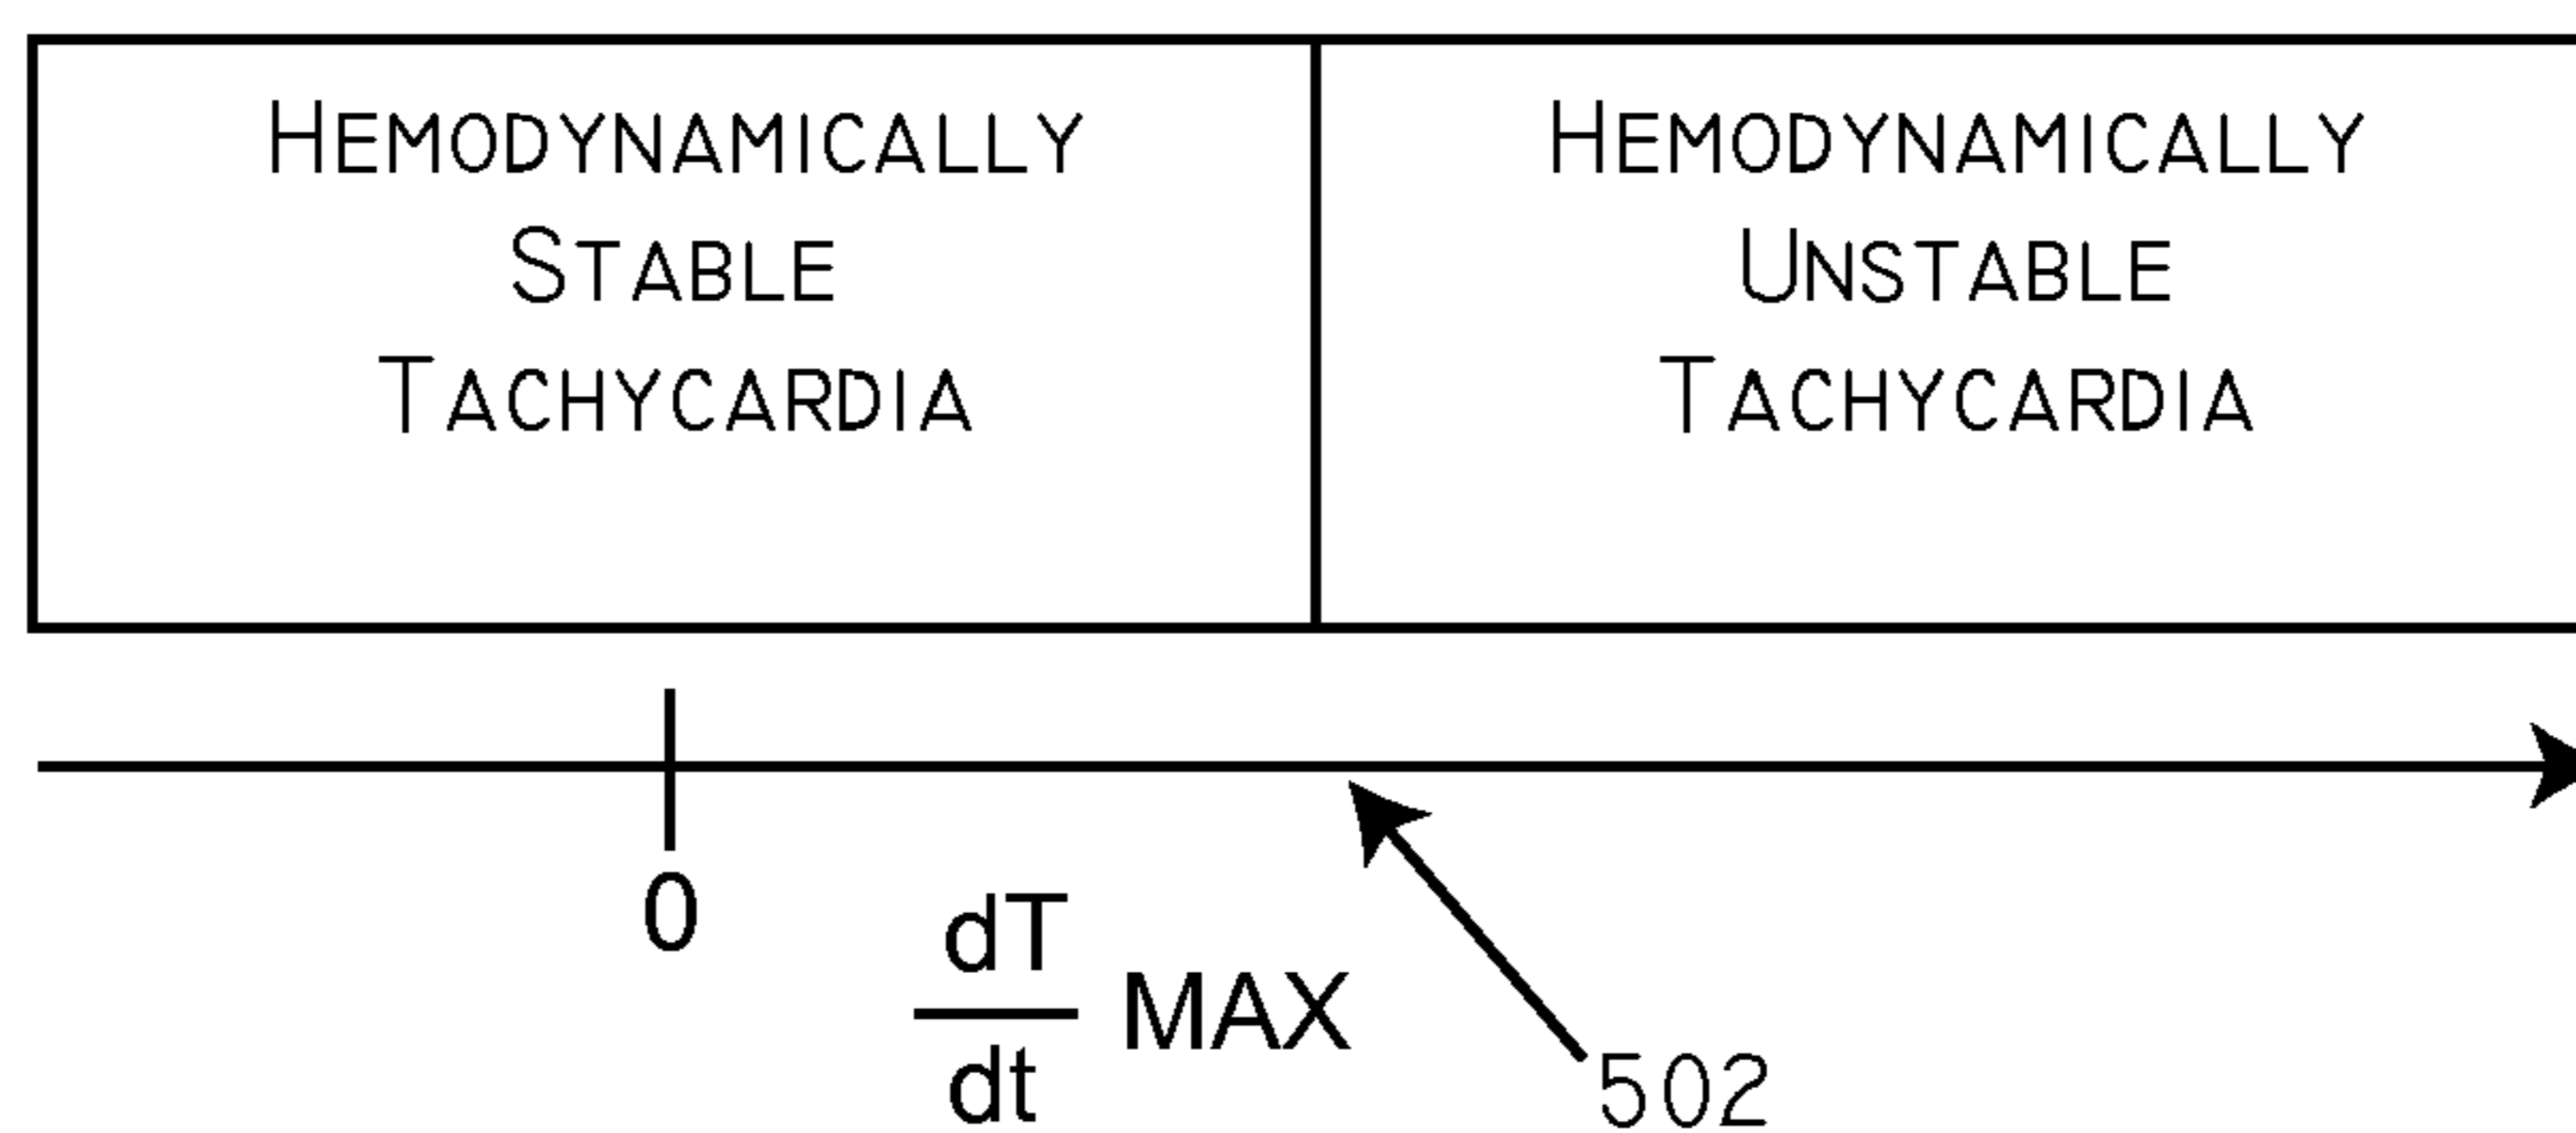 HEMODYNAMICALLY
STABLE
TACHYCARDIA
HEMODYNAMICALLY
UNSTABLE
TACHYCARDIA
0
dT
dt
MAX
502